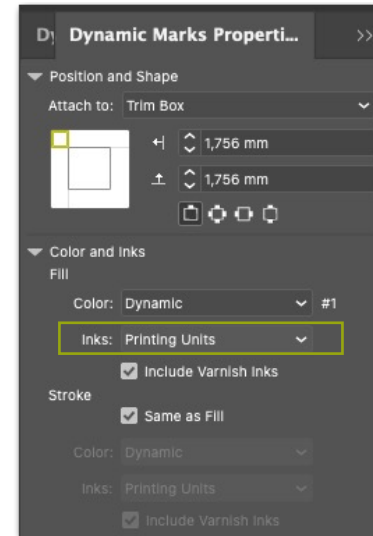 Dy Dynamic Marks Properti... >>
Position and Shape
Attach to: Trim Box
1,756 mm
1,756 mm
Color and Inks
Fill
Color: Dynamic #1
Inks: Printing Units
Include Varnish Inks
Stroke
Same as Fill
Color: Dynamic
Inks: Printing Units
Include Varnish Inks